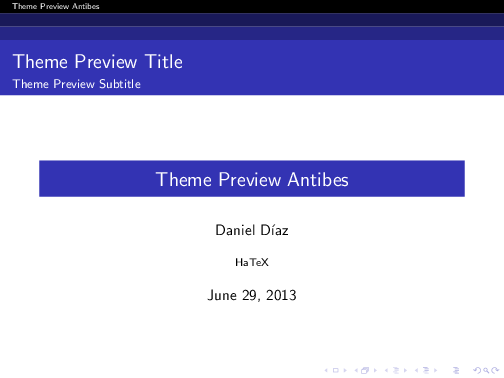 Theme Preview Antibes
Theme Preview Title
Theme Preview Subtitle
Theme Preview Antibes
Daniel Díaz
HaTeX
June 29, 2013